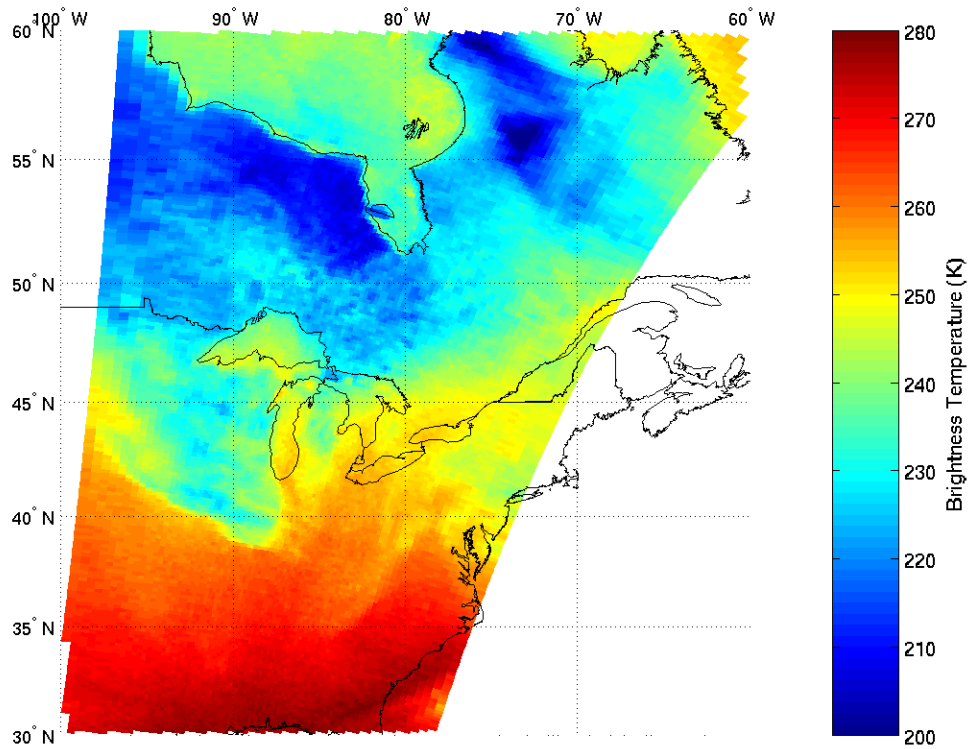 100° W
90° W
80° W
70° W
60° W
60° N
55° N
50° N
45° N
40° N
35° N
30° N
280
270
260
250
240
230
220
210
200
Brightness Temperature (K)